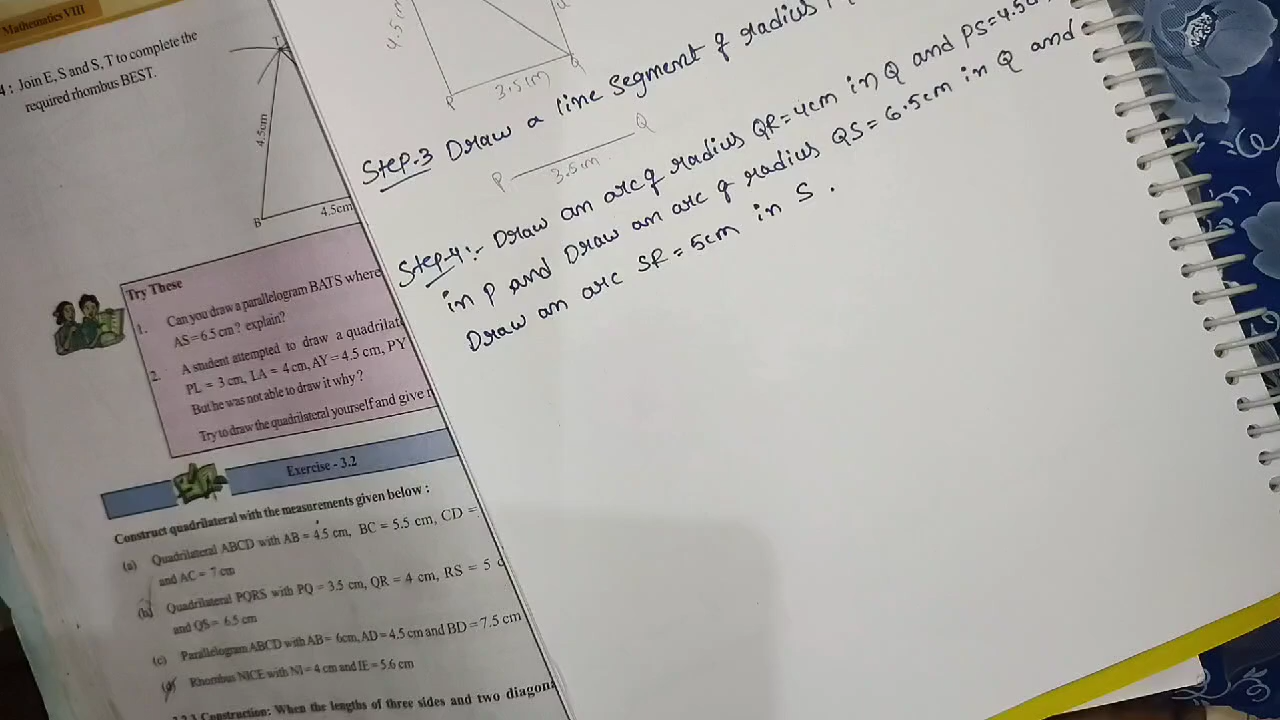 Mathematics VIII
4 : Join E, S and S, T to complete the
required rhombus BEST.
T
4.5cm
B
4.5cm
Try These
1. Can you draw a parallelogram BATS where
AS = 6.5 cm? explain?
2. A student attempted to draw a quadrilat
PL = 3 cm, LA = 4 cm, AY = 4.5 cm, PY
But he was not able to draw it why?
Try to draw the quadrilateral yourself and give r
Exercise - 3.2
Construct quadrilateral with the measurements given below :
(a) Quadrilateral ABCD with AB = 4.5 cm, BC = 5.5 cm, CD =
and AC = 7 cm
(b) Quadrilateral PQRS with PQ = 3.5 cm, QR = 4 cm, RS = 5 c
and QS = 6.5 cm
(c) Parallelogram ABCD with AB = 6cm, AD = 4.5 cm and BD = 7.5 cm
(d) Rhombus NICE with NI = 4 cm and IE = 5.6 cm
Construction: When the lengths of three sides and two diagona
4.5cm
P
3.5cm
Q
Step-3 Draw a line segment of radius
P
3.5cm
Q
Step-4:- Draw an arc of radius QR=4cm in Q and PS=4.5c
in P and Draw an arc of radius QS=6.5cm in Q and
Draw an arc SR = 5cm in S .